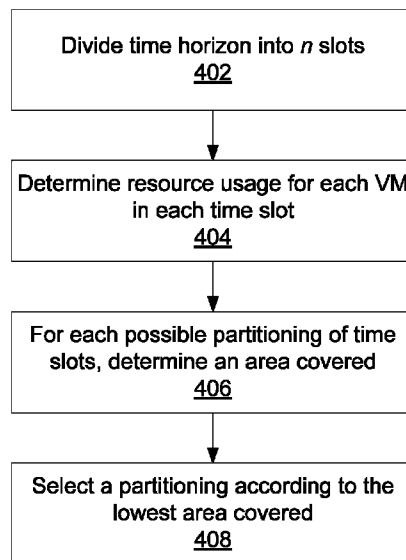 Divide time horizon into n slots
402
Determine resource usage for each VM
in each time slot
404
For each possible partitioning of time
slots, determine an area covered
406
Select a partitioning according to the
lowest area covered
408